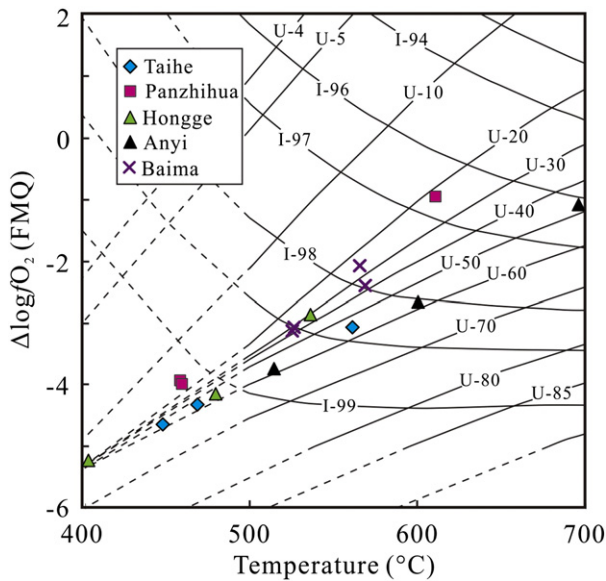 2
0
-2
-4
-6
ΔlogfO₂ (FMQ)
Taihe
Panzhihua
Hongge
Anyi
Baima
U-4
U-5
I-94
I-96
U-10
I-97
U-20
U-30
U-40
I-98
U-50
U-60
U-70
U-80
U-85
I-99
400
500
600
700
Temperature (°C)